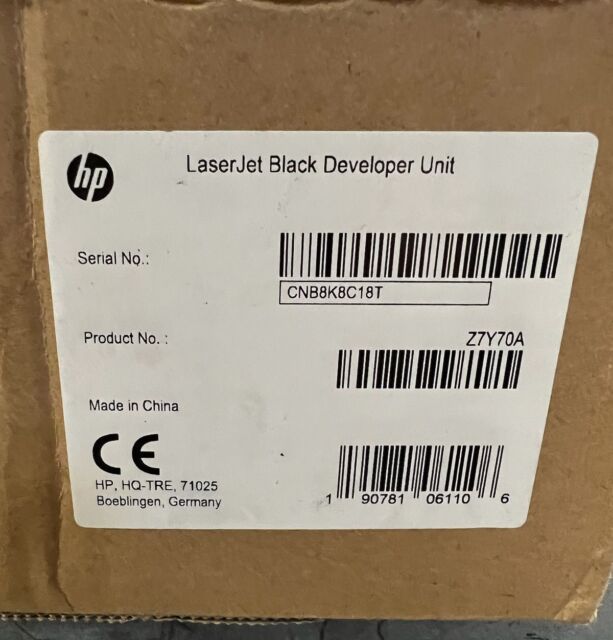 hp
LaserJet Black Developer Unit
Serial No.:
CNB8K8C18T
Product No. :
Z7Y70A
Made in China
CE
HP, HQ-TRE, 71025
Boeblingen, Germany
1 90781 06110 6